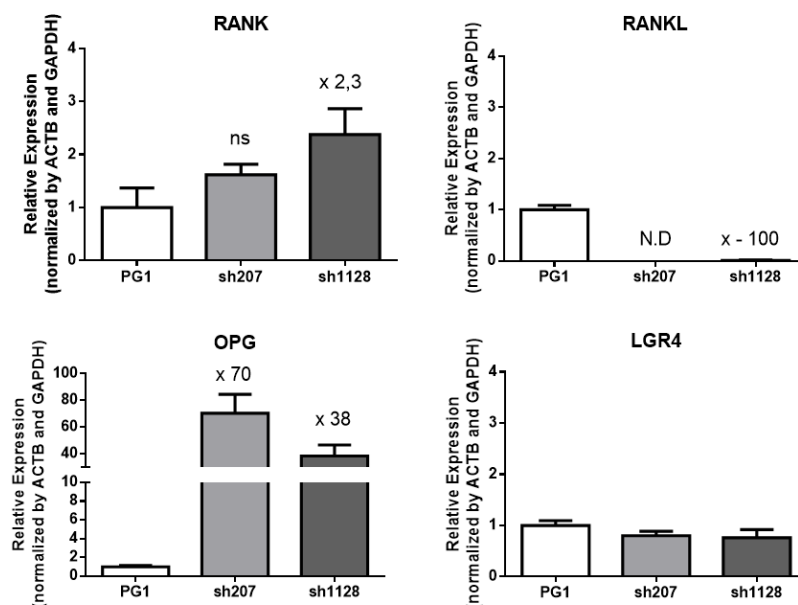 RANK
Relative Expression
(normalized by ACTB and GAPDH)
4
3
2
1
0
ns
x 2,3
PG1
sh207
sh1128
RANKL
Relative Expression
(normalized by ACTB and GAPDH)
4
3
2
1
0
N.D
x - 100
PG1
sh207
sh1128
OPG
Relative Expression
(normalized by ACTB and GAPDH)
100
80
60
40
10
8
6
4
2
0
x 70
x 38
PG1
sh207
sh1128
LGR4
Relative Expression
(normalized by ACTB and GAPDH)
4
3
2
1
0
PG1
sh207
sh1128